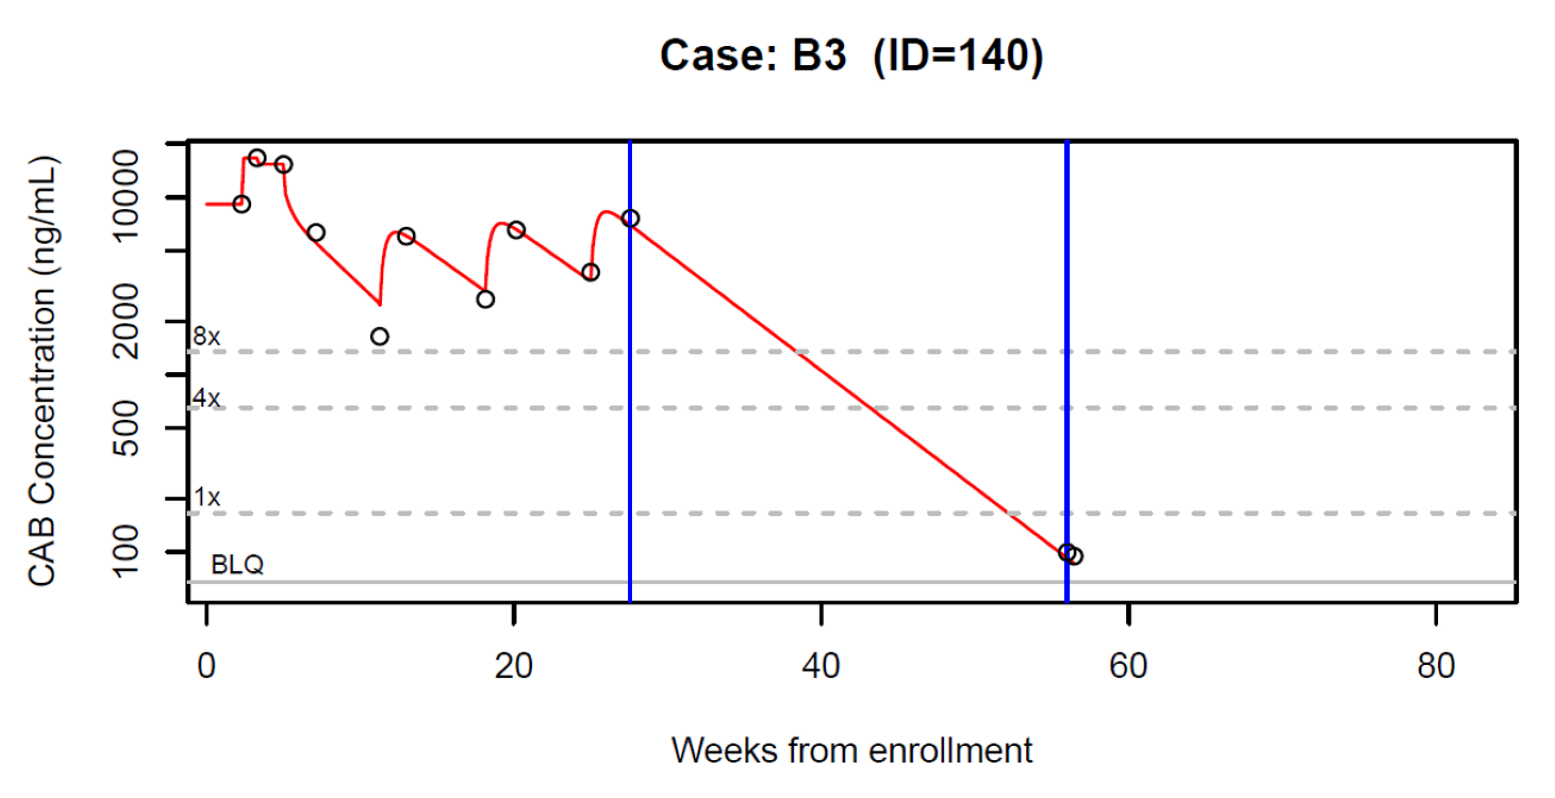 Case: B3 (ID=140)
CAB Concentration (ng/mL)
10000
2000
500
100
8x
4x
1x
BLQ
0 20 40 60 80
Weeks from enrollment